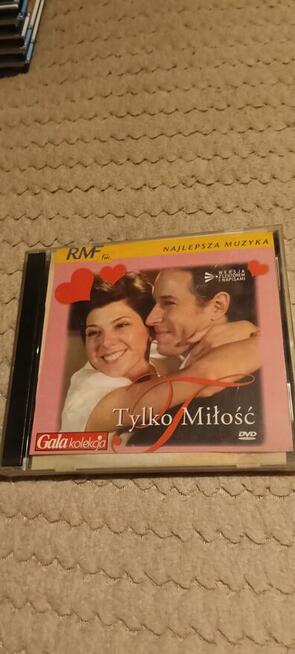 RMF fm
NAJLEPSZA MUZYKA
WERSJA
Z LEKTOREM
I NAPISAMI
Tylko Miłość
Gala kolekcja
DVD